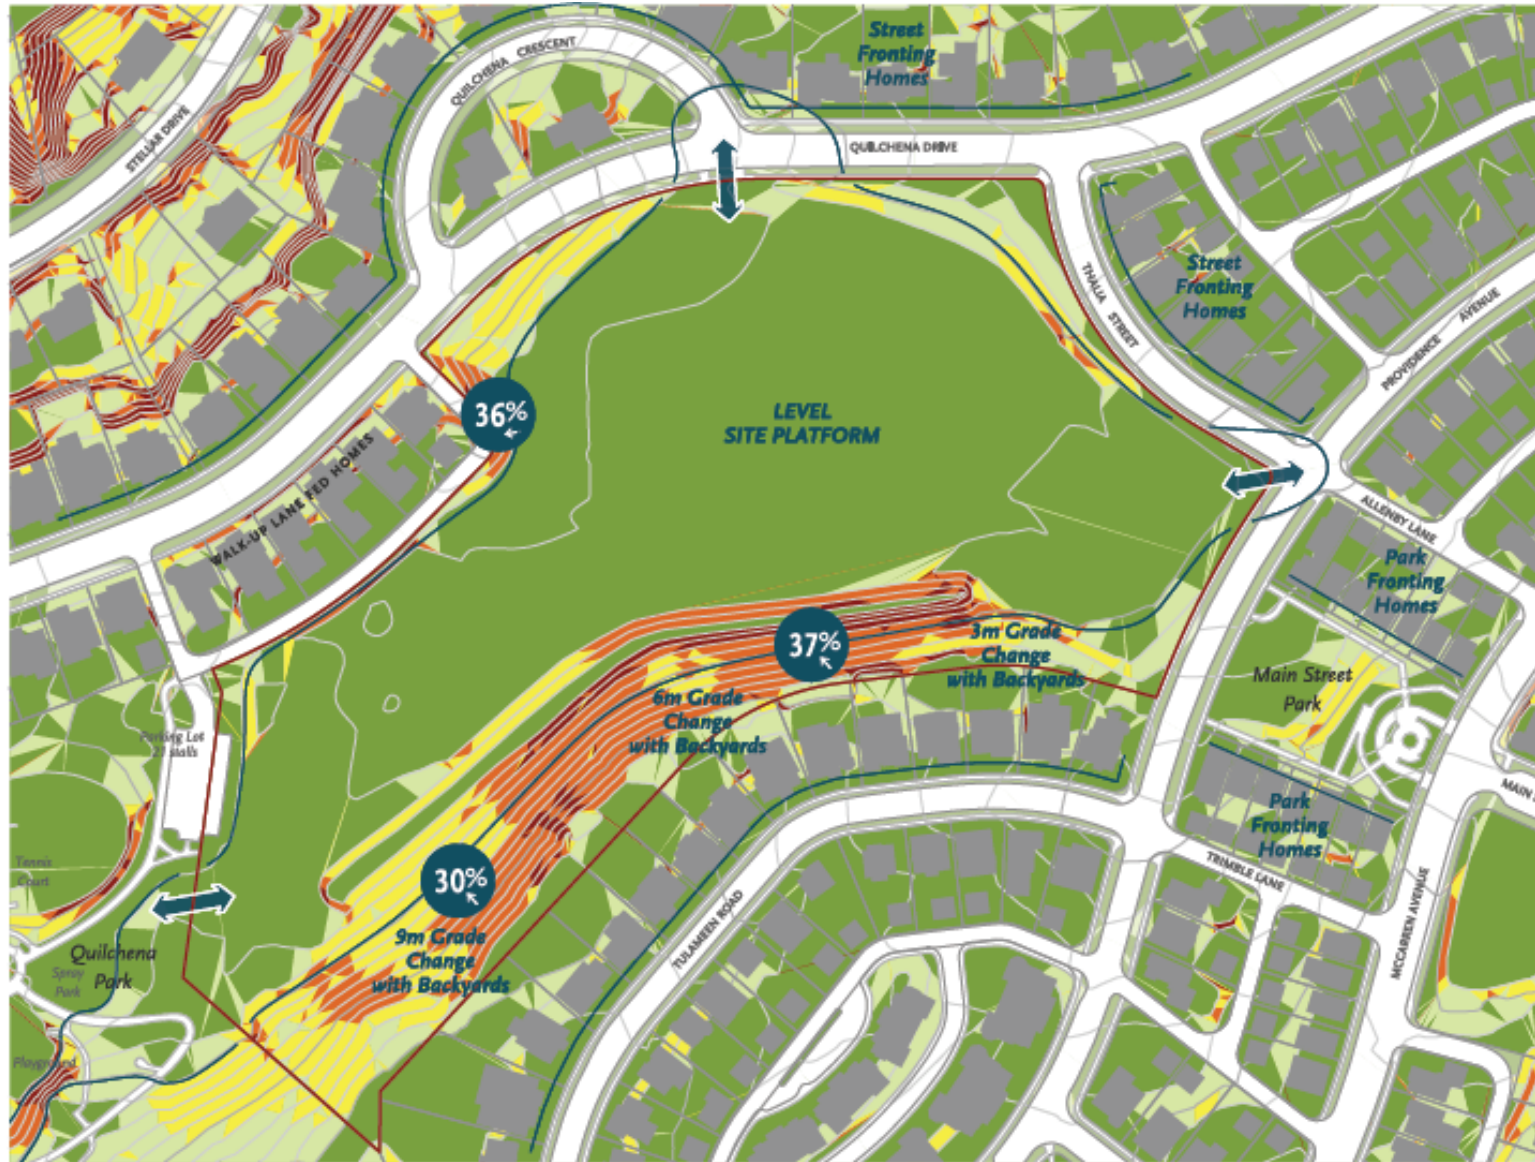 Street
Fronting
Homes
QUILCHENA CRESCENT
STELLAR DRIVE
QUILCHENA DRIVE
Street
Fronting
Homes
THALIA STREET
PROVIDENCE AVENUE
36%
LEVEL
SITE PLATFORM
WALK-UP LANE FED HOMES
ALLENBY LANE
Park
Fronting
Homes
37%
3m Grade
Change
with Backyards
Main Street
Park
6m Grade
Change
with Backyards
Parking Lot
21 stalls
MAIN
Park
Fronting
Homes
TRIMBLE LANE
Tennis
Court
30%
9m Grade
Change
with Backyards
TULAMEEN ROAD
MCCARREN AVENUE
Quilchena
Park
Spray
Park
Playground